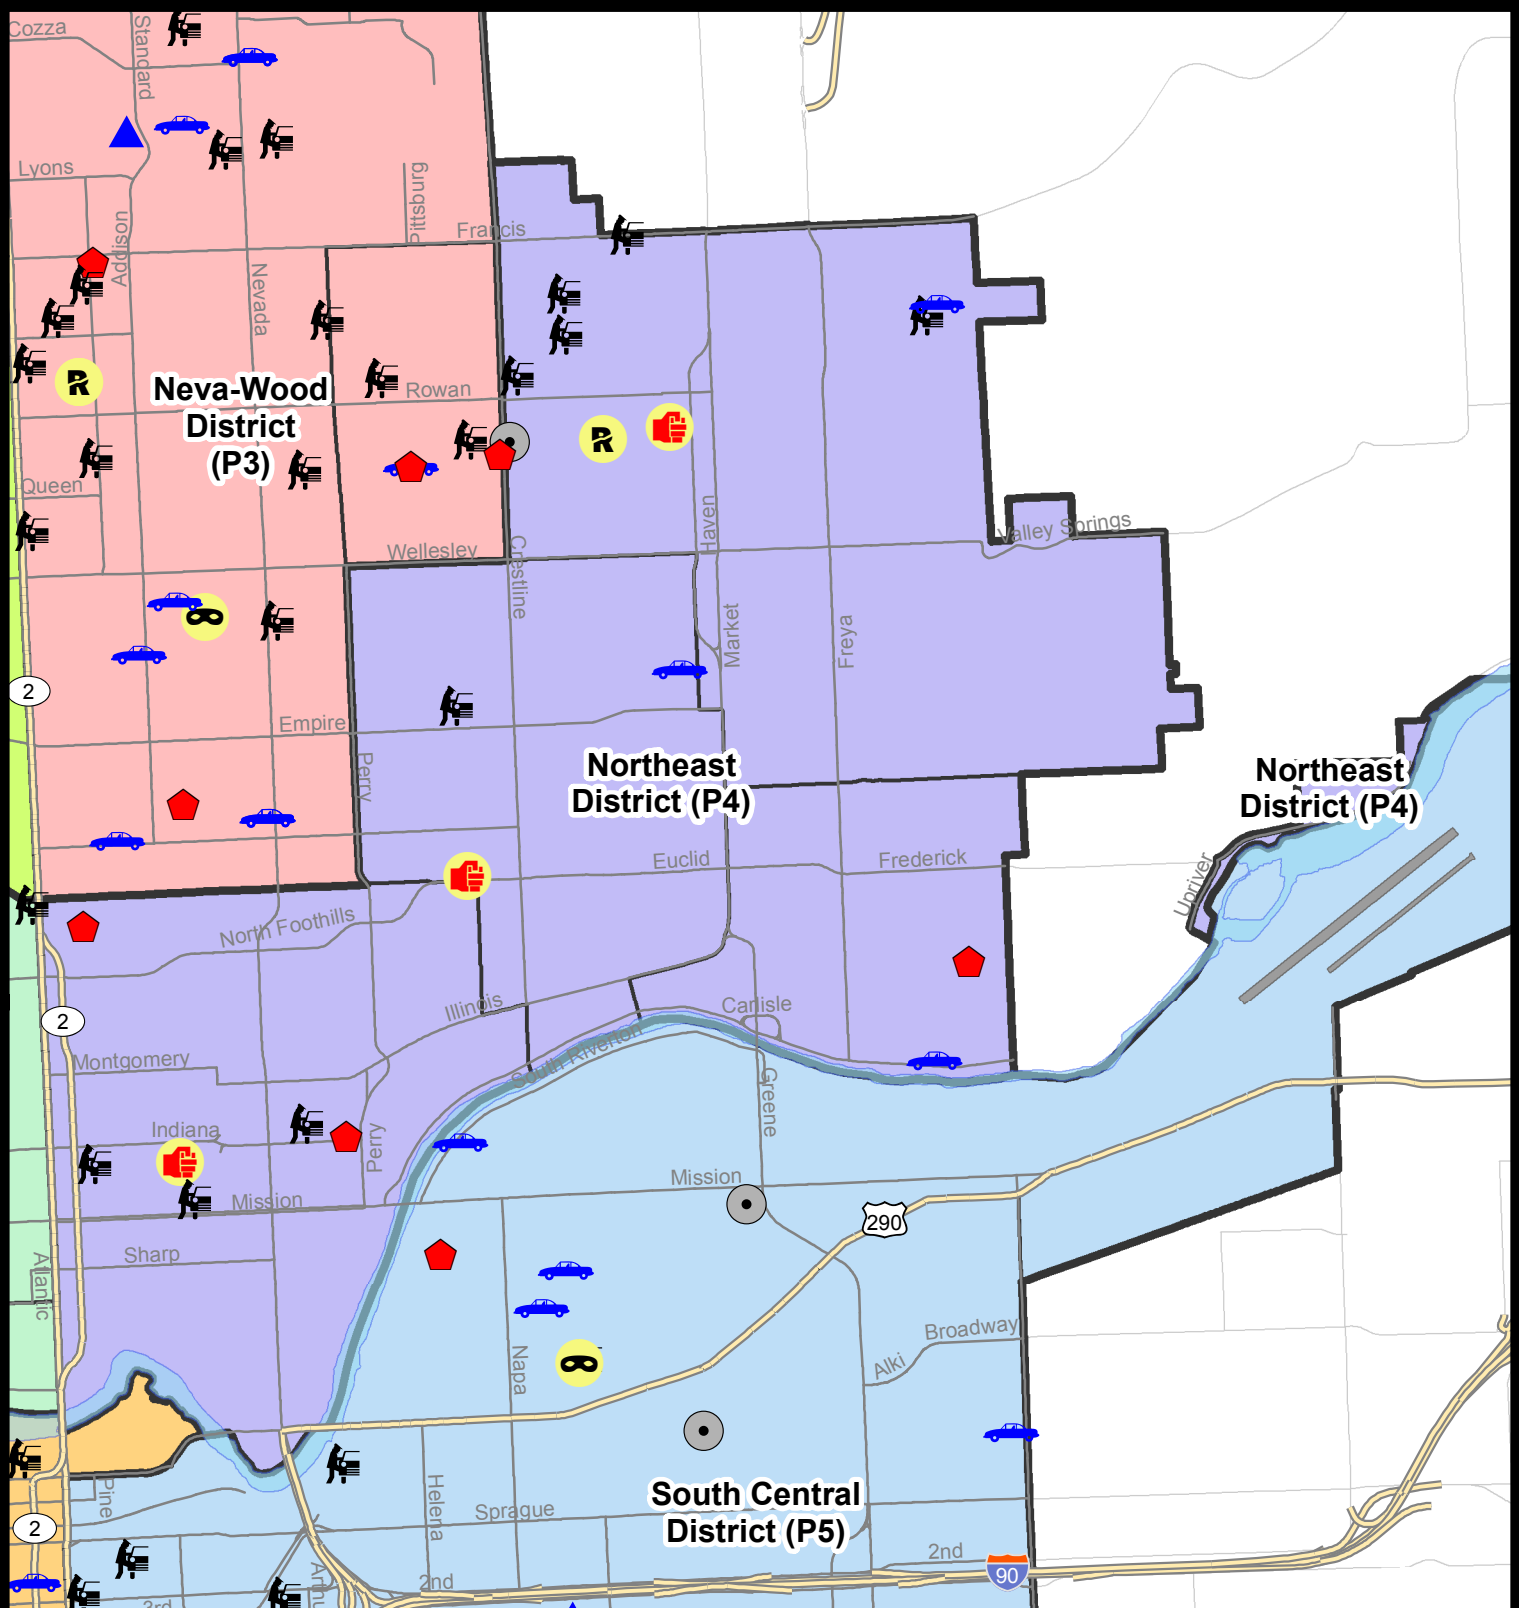 Cozza
Standard
Lyons
Pittsburg
Francis
Addison
Nevada
Neva-Wood
District
(P3)
Rowan
R
R
Queen
Haven
Valley Springs
Wellesley
Crestline
Market
Freya
2
Empire
Perry
Northeast
District (P4)
Northeast
District (P4)
Euclid
Frederick
Upriver
North Foothills
Illinois
Carlisle
2
South Riverton
Montgomery
Greene
Indiana
Perry
Mission
Mission
290
Sharp
Atlantic
Broadway
Napa
Alki
South Central
District (P5)
Pine
Helena
Sprague
2
2nd
2nd
90
3rd